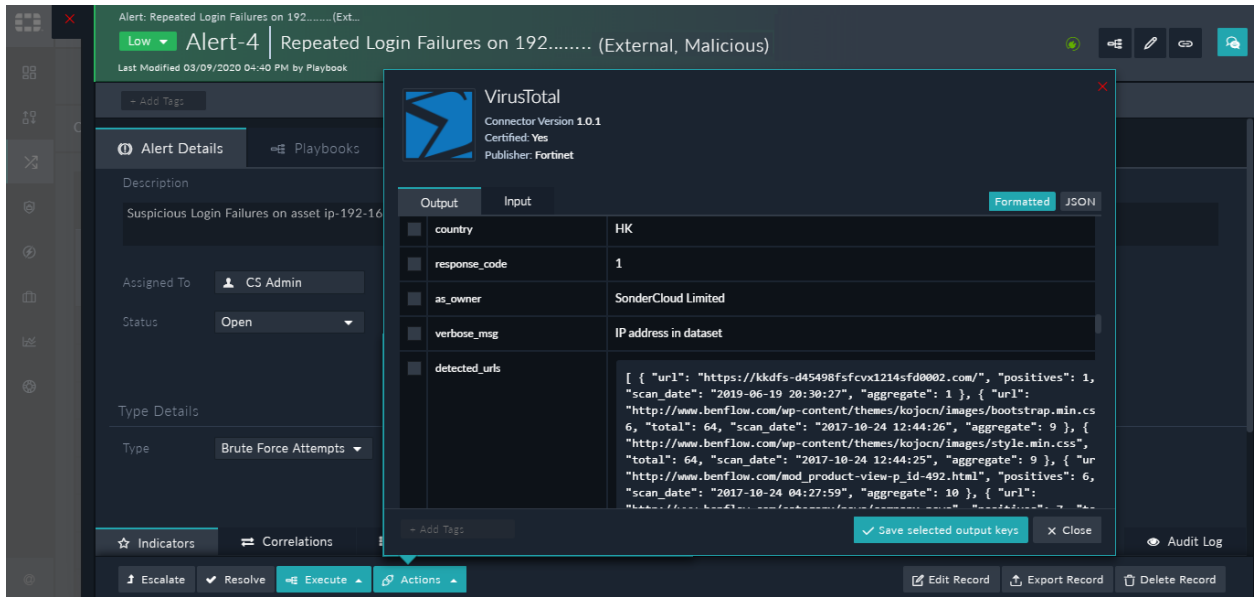 Alert: Repeated Login Failures on 192........(Ext...
Low Alert-4 Repeated Login Failures on 192........ (External, Malicious)
Last Modified 03/09/2020 04:40 PM by Playbook
+ Add Tags
Alert Details
Playbooks
Description
Suspicious Login Failures on asset ip-192-16
Assigned To CS Admin
Status Open
Type Details
Type Brute Force Attempts
VirusTotal
Connector Version 1.0.1
Certified: Yes
Publisher: Fortinet
Output Input Formatted JSON
country HK
response_code 1
as_owner SonderCloud Limited
verbose_msg IP address in dataset
detected_urls
[ { "url": "https://kkdfs-d45498fsfcvx1214sfd0002.com/", "positives": 1,
"scan_date": "2019-06-19 20:30:27", "aggregate": 1 }, { "url":
"http://www.benflow.com/wp-content/themes/kojocn/images/bootstrap.min.cs
6, "total": 64, "scan_date": "2017-10-24 12:44:26", "aggregate": 9 }, {
"http://www.benflow.com/wp-content/themes/kojocn/images/style.min.css",
"total": 64, "scan_date": "2017-10-24 12:44:25", "aggregate": 9 }, { "ur
"http://www.benflow.com/mod_product-view-p_id-492.html", "positives": 6,
"scan_date": "2017-10-24 04:27:59", "aggregate": 10 }, { "url":
+ Add Tags
Save selected output keys
Close
Indicators
Correlations
Audit Log
Escalate
Resolve
Execute
Actions
Edit Record
Export Record
Delete Record